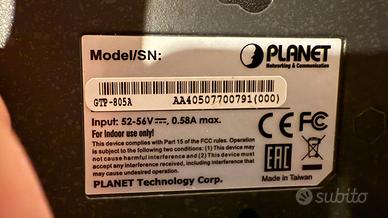 Model/SN:
PLANET
Networking & Communication
GTP-805A AA40507700791(000)
Input: 52-56V⎓, 0.58A max.
For Indoor use only!
This device complies with Part 15 of the FCC rules. Operation
is subject to the following two conditions: (1) This device may
not cause harmful interference and (2) This device must
accept any interference received, including interference that
may cause undesired operation.
PLANET Technology Corp.
CE FC
EAC
Made in Taiwan
subito